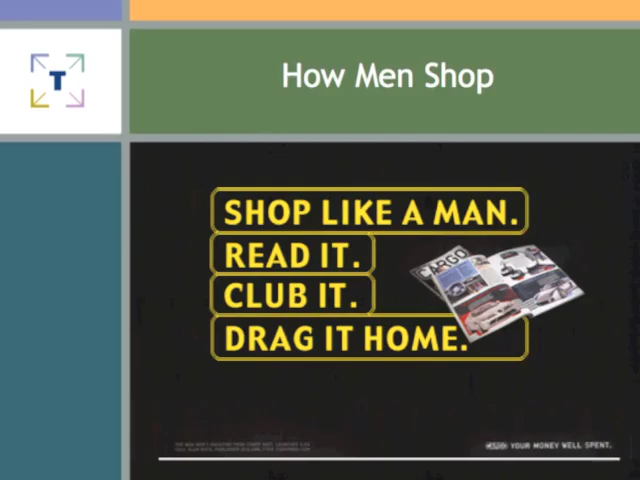 T
How Men Shop
SHOP LIKE A MAN.
READ IT.
CLUB IT.
DRAG IT HOME.
CARGO
YOUR MONEY WELL SPENT.